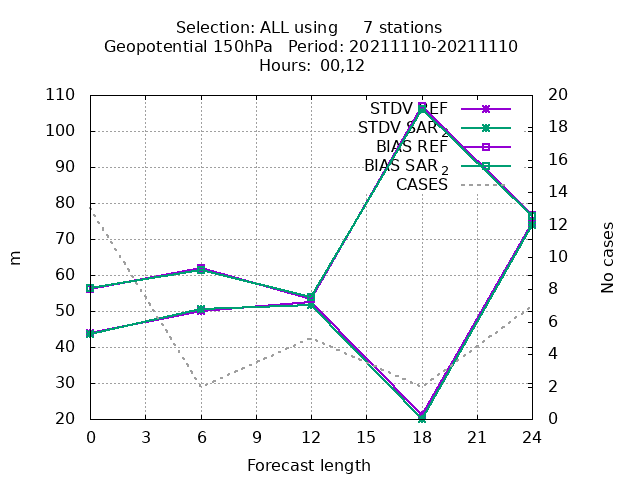 Selection: ALL using 7 stations
Geopotential 150hPa Period: 20211110-20211110
Hours: 00,12
110
100
90
80
70
60
50
40
30
20
m
20
18
16
14
12
10
8
6
4
2
0
No cases
STDV REF
STDV SAR 2
BIAS REF
BIAS SAR 2
CASES
0 3 6 9 12 15 18 21 24
Forecast length